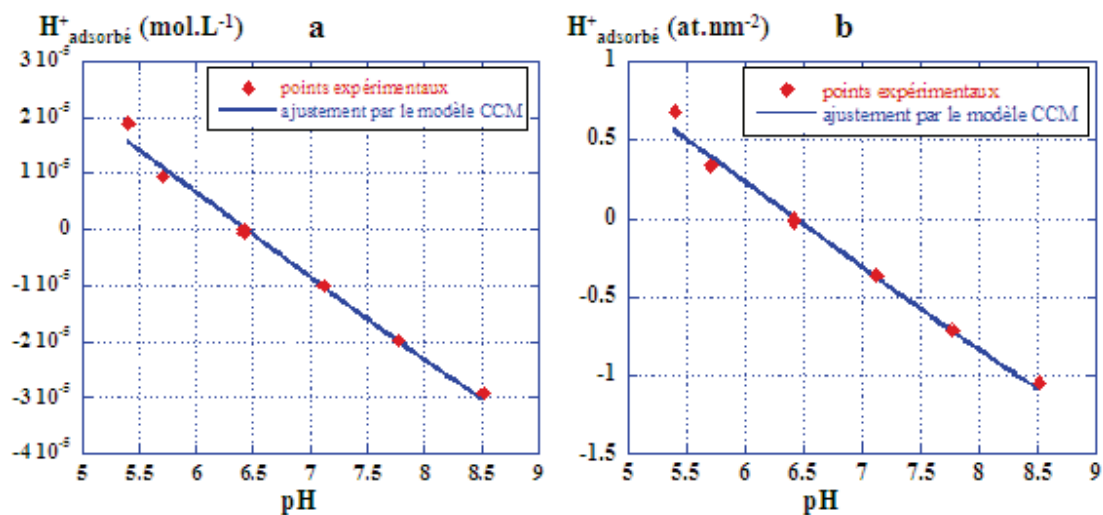 H⁺adsorbé (mol.L⁻¹) a
3 10⁻⁵
2 10⁻⁵
1 10⁻⁵
0
-1 10⁻⁵
-2 10⁻⁵
-3 10⁻⁵
-4 10⁻⁵
points expérimentaux
ajustement par le modèle CCM
5 5.5 6 6.5 7 7.5 8 8.5 9
pH
H⁺adsorbé (at.nm⁻²) b
1
0.5
0
-0.5
-1
-1.5
points expérimentaux
ajustement par le modèle CCM
5 5.5 6 6.5 7 7.5 8 8.5 9
pH